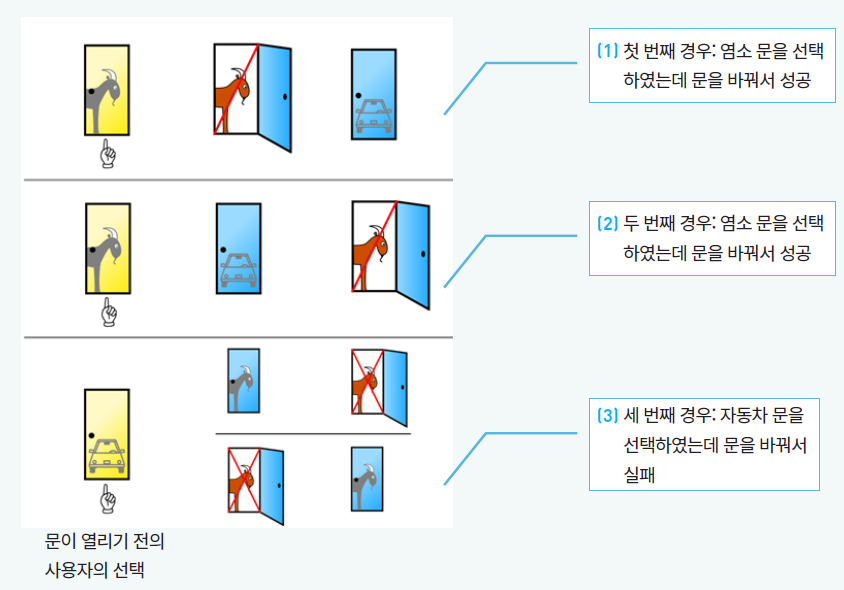 (1) 첫 번째 경우: 염소 문을 선택
하였는데 문을 바꿔서 성공
(2) 두 번째 경우: 염소 문을 선택
하였는데 문을 바꿔서 성공
(3) 세 번째 경우: 자동차 문을
선택하였는데 문을 바꿔서
실패
문이 열리기 전의
사용자의 선택